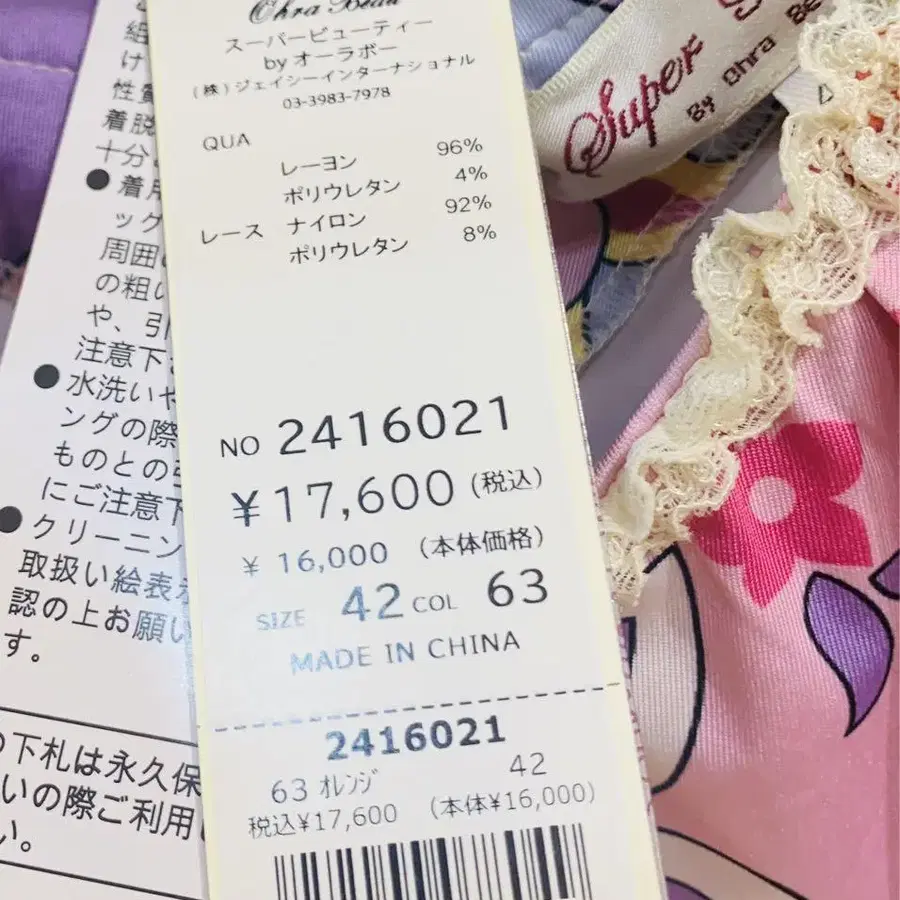 Ohra Beau
スーパービューティー
by オーラボー
(株)ジェイシーインターナショナル
03-3983-7978
QUA
レーヨン 96%
ポリウレタン 4%
レース ナイロン 92%
ポリウレタン 8%
NO 2416021
¥17,600 (税込)
¥ 16,000 (本体価格)
SIZE 42 COL 63
MADE IN CHINA
2416021
63 オレンジ 42
税込¥17,600 (本体¥16,000)
け
性質
着脱
十分
●着用
ック
周囲
の粗い
や、引
注意下
●水洗いや
ングの際
ものとの引
にご注意下
●クリーニン
取扱い絵表示
認の上お願い
す。
の下札は永久保
いの際ご利用
い。
Super
By Ohra Be